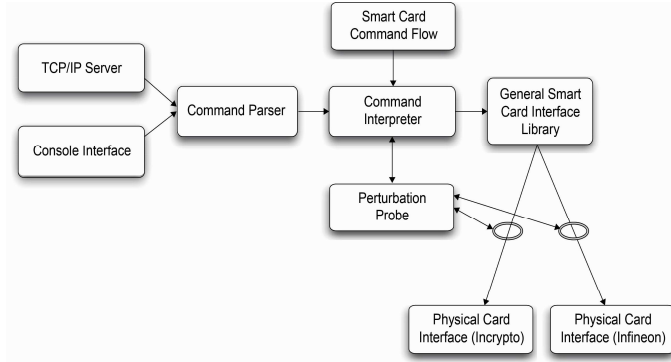 Smart Card
Command Flow
TCP/IP Server
Console Interface
Command Parser
Command
Interpreter
General Smart
Card Interface
Library
Perturbation
Probe
Physical Card
Interface (Incrypto)
Physical Card
Interface (Infineon)